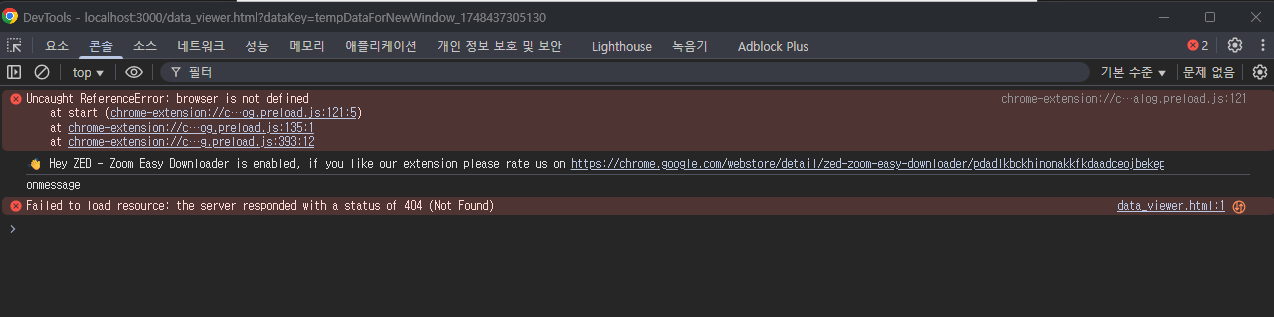 DevTools - localhost:3000/data_viewer.html?dataKey=tempDataForNewWindow_1748437305130
요소 콘솔 소스 네트워크 성능 메모리 애플리케이션 개인 정보 보호 및 보안 Lighthouse 녹음기 Adblock Plus 2
top 필터 기본 수준 문제 없음
Uncaught ReferenceError: browser is not defined chrome-extension://c…alog.preload.js:121
at start (chrome-extension://c…og.preload.js:121:5)
at chrome-extension://c…og.preload.js:135:1
at chrome-extension://c…g.preload.js:393:12
👏 Hey ZED - Zoom Easy Downloader is enabled, if you like our extension please rate us on https://chrome.google.com/webstore/detail/zed-zoom-easy-downloader/pdadlkbckhinonakkfkdaadceojbekep
onmessage
Failed to load resource: the server responded with a status of 404 (Not Found) data_viewer.html:1